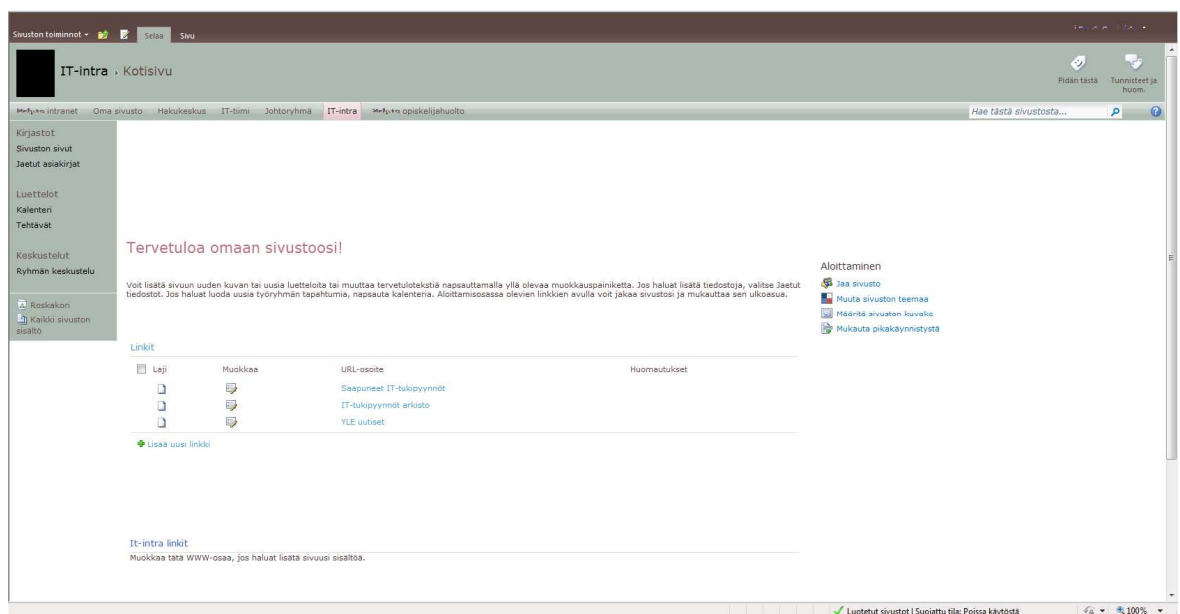 Sivuston toiminnot Selaa Sivu
IT-intra › Kotisivu
Pidän tästä
Tunnisteet ja huom.
intranet Oma sivusto Hakukeskus IT-tiimi Johtoryhmä IT-intra opiskelijahuolto Hae tästä sivustosta...
Kirjastot
Sivuston sivut
Jaetut asiakirjat
Luettelot
Kalenteri
Tehtävät
Keskustelut
Ryhmän keskustelu
Roskakori
Kaikki sivuston
sisältö
Tervetuloa omaan sivustoosi!
Voit lisätä sivuun uuden kuvan tai uusia luetteloita tai muuttaa tervetulotekstiä napsauttamalla yllä olevaa muokkauspainiketta. Jos haluat lisätä tiedostoja, valitse Jaetut
tiedostot. Jos haluat luoda uusia työryhmän tapahtumia, napsauta kalenteria. Aloittamisosassa olevien linkkien avulla voit jakaa sivustosi ja mukauttaa sen ulkoasua.
Linkit
Laji Muokkaa URL-osoite Huomautukset
Saapuneet IT-tukipyynnöt
IT-tukipyynnöt arkisto
YLE uutiset
Lisää uusi linkki
It-intra linkit
Muokkaa tätä WWW-osaa, jos haluat lisätä sivuusi sisältöä.
Aloittaminen
Jaa sivusto
Muuta sivuston teemaa
Määritä sivuston kuvake
Mukauta pikakäynnistystä
Luotetut sivustot | Suojattu tila: Poissa käytöstä 100%